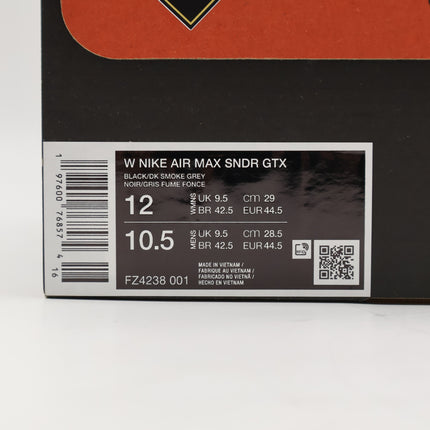 W NIKE AIR MAX SNDR GTX
BLACK/DK SMOKE GREY
NOIR/GRIS FUME FONCE
12 WMNS UK 9.5 cm 29
BR 42.5 EUR 44.5
10.5 MENS UK 9.5 cm 28.5
BR 42.5 EUR 44.5
MADE IN VIETNAM /
FABRIQUE AU VIETNAM /
FABRICADO NO VIETNÃ /
HECHO EN VIETNAM
FZ4238 001
1 97600 76857 4 16